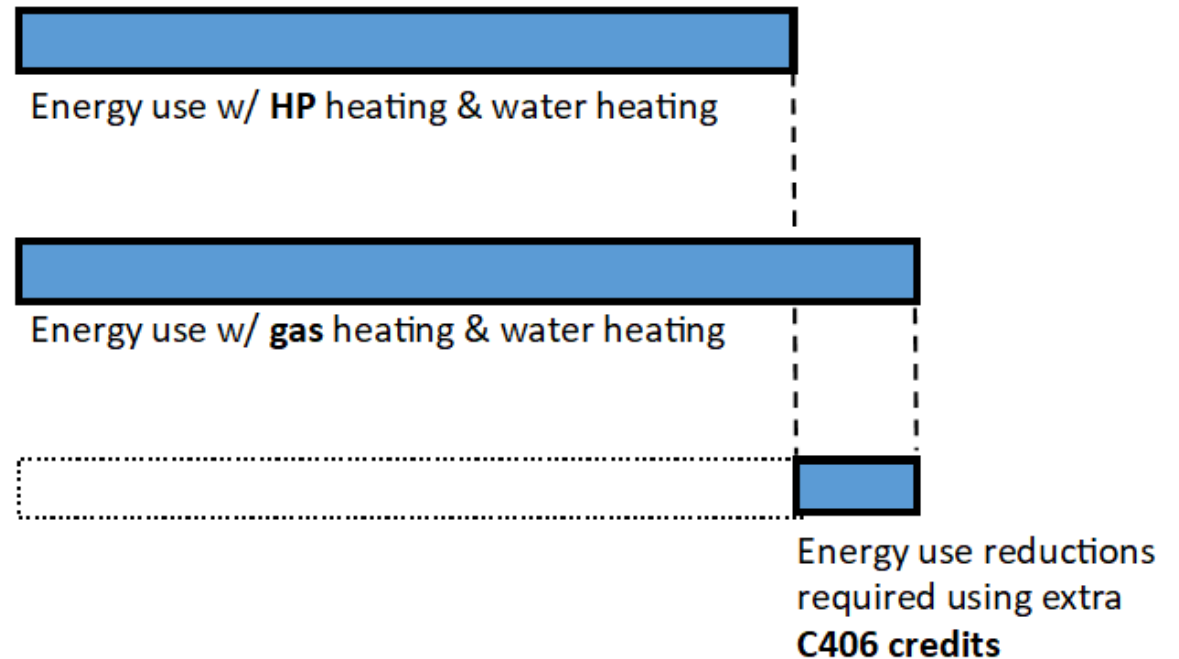 Energy use w/ HP heating & water heating
Energy use w/ gas heating & water heating
Energy use reductions
required using extra
C406 credits